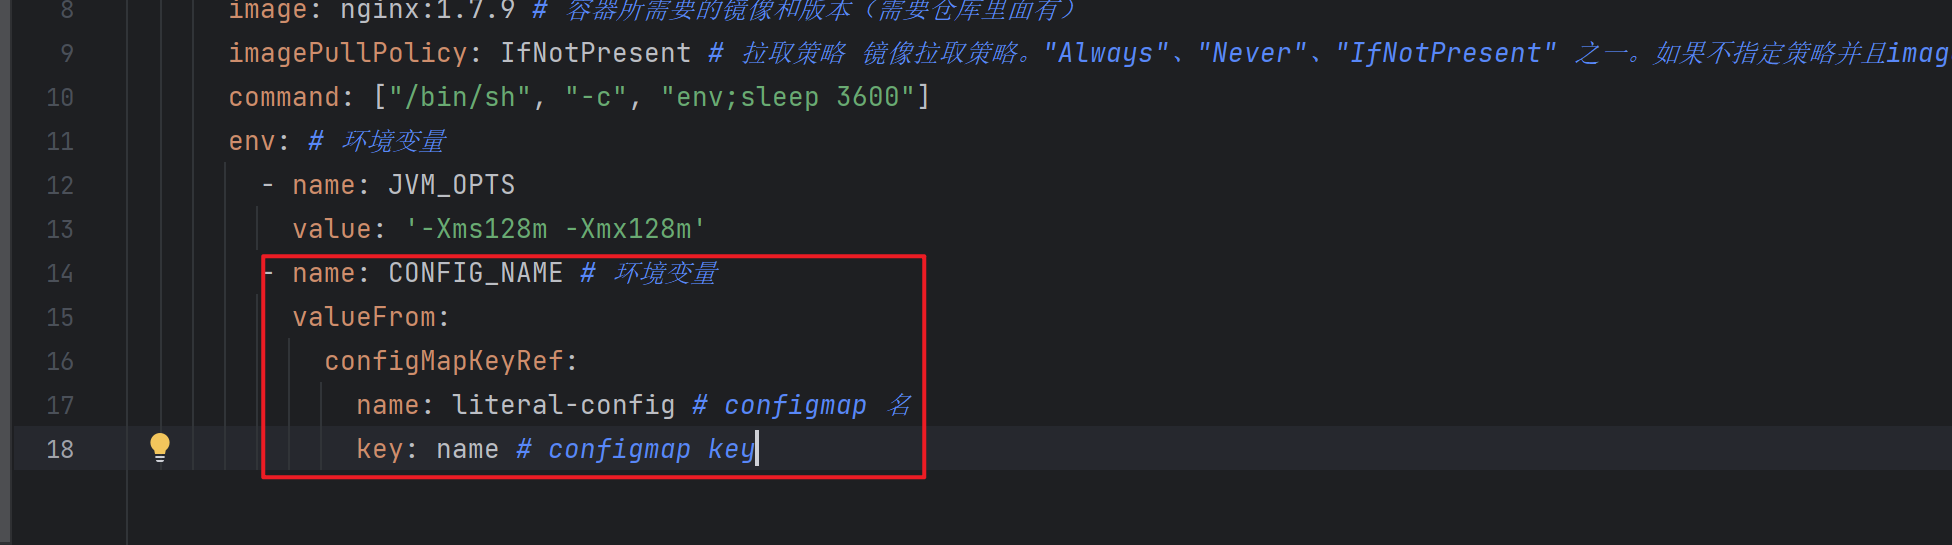 8 image: nginx:1.7.9 # 容器所需要的镜像和版本（需要仓库里面有）
9 imagePullPolicy: IfNotPresent # 拉取策略 镜像拉取策略。"Always"、"Never"、"IfNotPresent" 之一。如果不指定策略并且imag
10 command: ["/bin/sh", "-c", "env;sleep 3600"]
11 env: # 环境变量
12 - name: JVM_OPTS
13 value: '-Xms128m -Xmx128m'
14 - name: CONFIG_NAME # 环境变量
15 valueFrom:
16 configMapKeyRef:
17 name: literal-config # configmap 名
18 key: name # configmap key